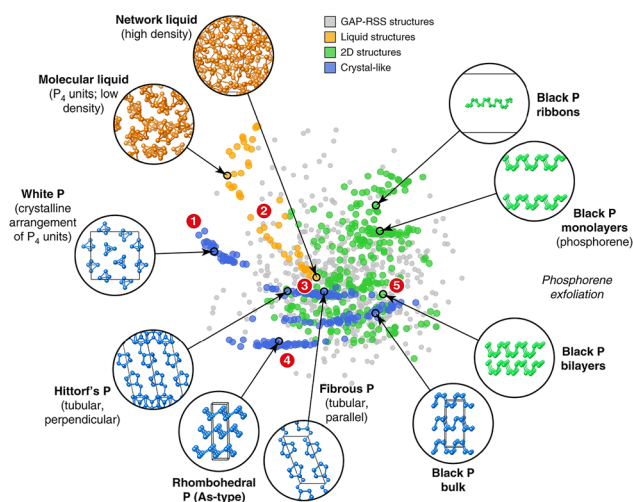 Network liquid
(high density)
GAP-RSS structures
Liquid structures
2D structures
Crystal-like
Molecular liquid
(P4 units; low
density)
Black P
ribbons
White P
(crystalline
arrangement
of P4 units)
1
2
Black P
monolayers
(phosphorene)
3
5
Phosphorene
exfoliation
4
Hittorf's P
(tubular,
perpendicular)
Fibrous P
(tubular,
parallel)
Black P
bilayers
Rhombohedral
P (As-type)
Black P
bulk